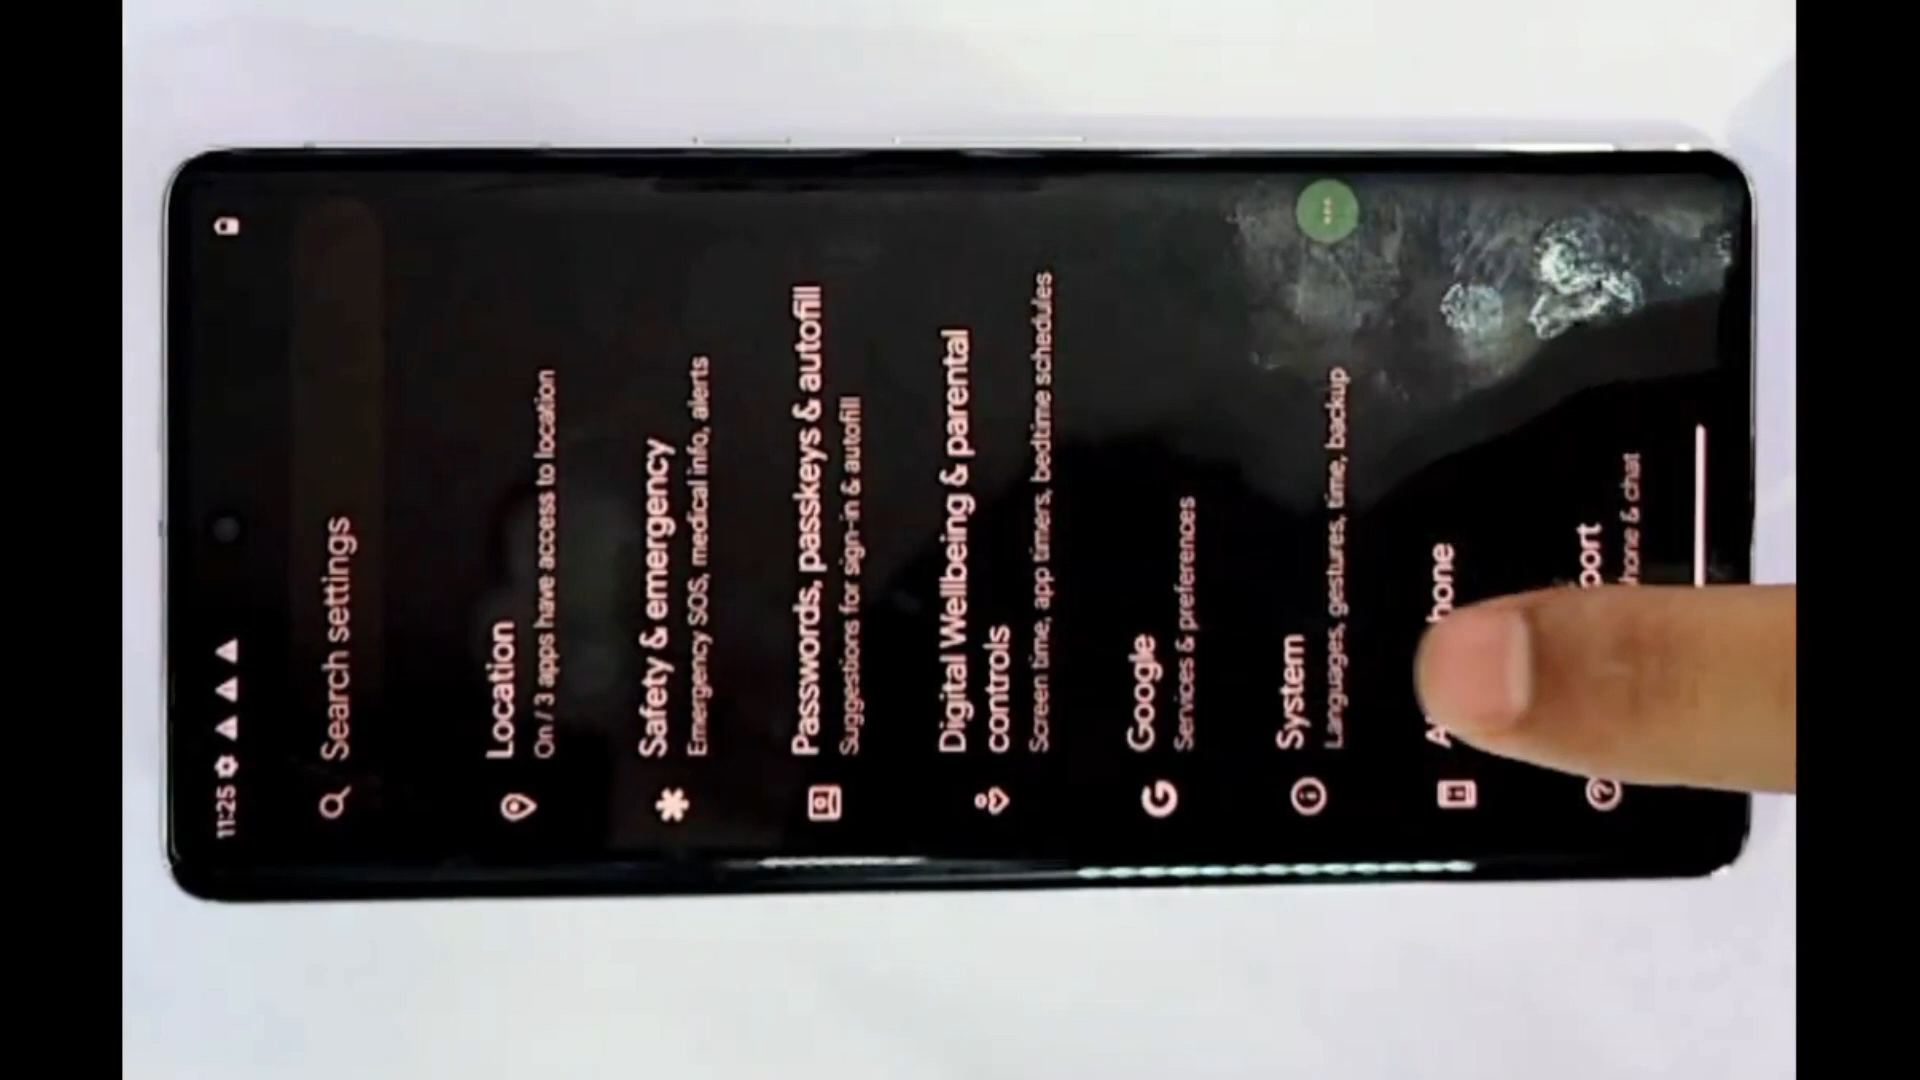 11:25
Search settings
Location
On / 3 apps have access to location
Safety & emergency
Emergency SOS, medical info, alerts
Passwords, passkeys & autofill
Suggestions for sign-in & autofill
Digital Wellbeing & parental
controls
Screen time, app timers, bedtime schedules
Google
Services & preferences
System
Languages, gestures, time, backup
& chat